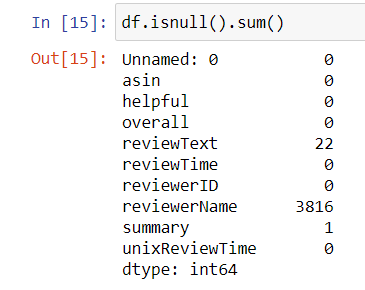 In [15]: df.isnull().sum()
Out[15]: Unnamed: 0 0
asin 0
helpful 0
overall 0
reviewText 22
reviewTime 0
reviewerID 0
reviewerName 3816
summary 1
unixReviewTime 0
dtype: int64